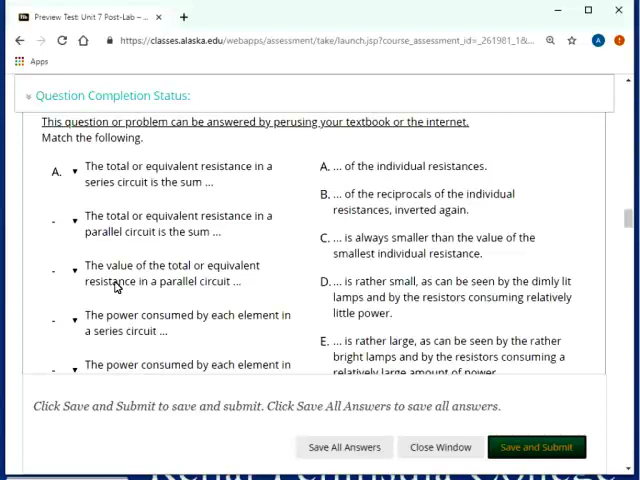 Preview Test: Unit 7 Post-Lab – ...
https://classes.alaska.edu/webapps/assessment/take/launch.jsp?course_assessment_id=_261981_1&...
A
Apps
Question Completion Status:
This question or problem can be answered by perusing your textbook or the internet.
Match the following.
A. The total or equivalent resistance in a
series circuit is the sum ...
- The total or equivalent resistance in a
parallel circuit is the sum ...
- The value of the total or equivalent
resistance in a parallel circuit ...
- The power consumed by each element in
a series circuit ...
- The power consumed by each element in
A. ... of the individual resistances.
B. ... of the reciprocals of the individual
resistances, inverted again.
C. ... is always smaller than the value of the
smallest individual resistance.
D. ... is rather small, as can be seen by the dimly lit
lamps and by the resistors consuming relatively
little power.
E. ... is rather large, as can be seen by the rather
bright lamps and by the resistors consuming a
relatively large amount of power.
Click Save and Submit to save and submit. Click Save All Answers to save all answers.
Save All Answers
Close Window
Save and Submit
Kenai Peninsula College